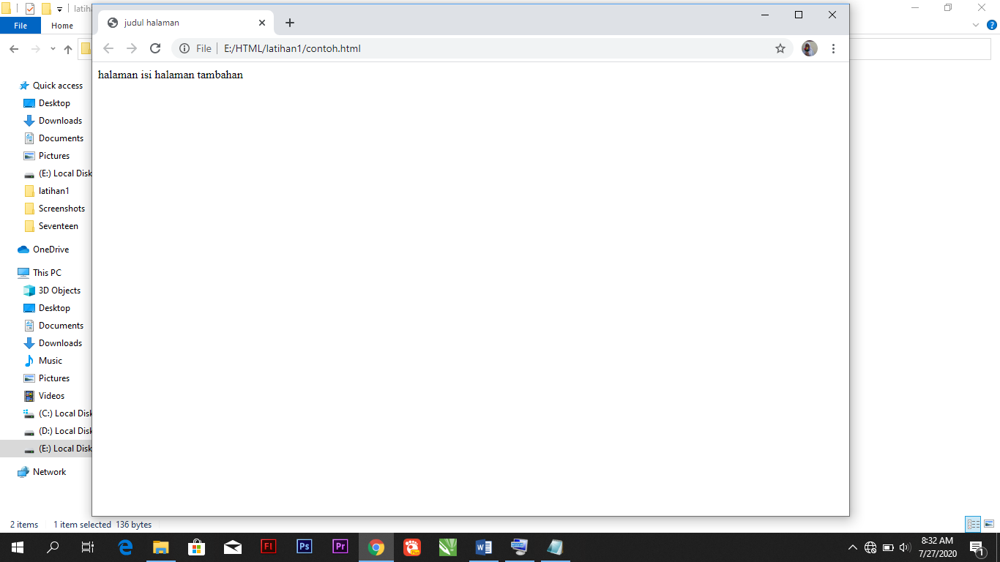 latiha
judul halaman
File
Home
File
E:/HTML/latihan1/contoh.html
halaman isi halaman tambahan
Quick access
Desktop
Downloads
Documents
Pictures
(E:) Local Disk
latihan1
Screenshots
Seventeen
OneDrive
This PC
3D Objects
Desktop
Documents
Downloads
Music
Pictures
Videos
(C:) Local Disk
(D:) Local Disk
(E:) Local Disk
Network
2 items
1 item selected 136 bytes
Fl
Ps
Pr
8:32 AM
7/27/2020
1